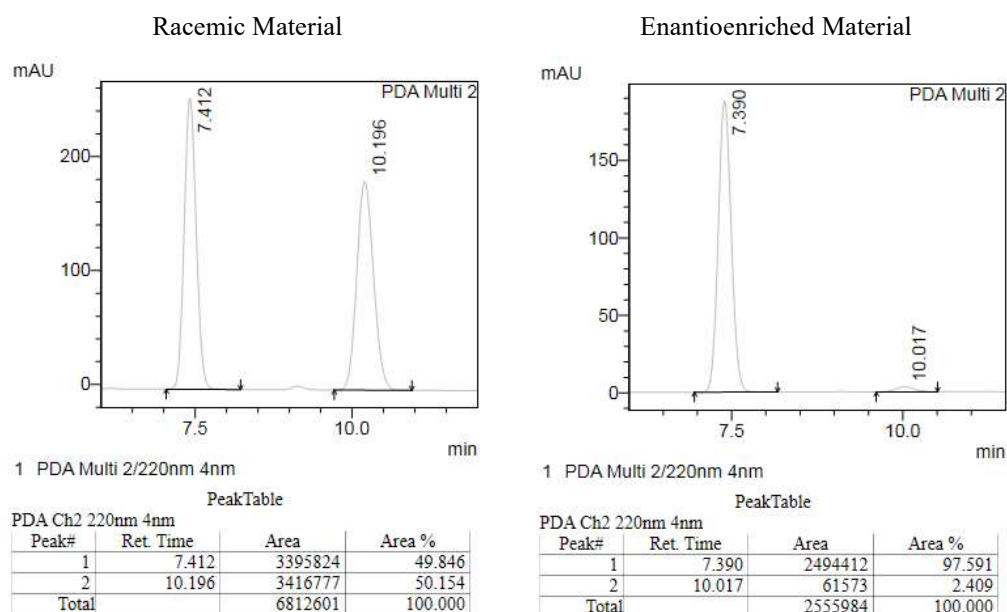 Racemic Material
mAU
PDA Multi 2
7.412
10.196
200
100
0
7.5 10.0
min
1 PDA Multi 2/220nm 4nm
PeakTable
PDA Ch2 220nm 4nm
Peak# Ret. Time Area Area %
1 7.412 3395824 49.846
2 10.196 3416777 50.154
Total 6812601 100.000
Enantioenriched Material
mAU
PDA Multi 2
7.390
10.017
150
100
50
0
7.5 10.0
min
1 PDA Multi 2/220nm 4nm
PeakTable
PDA Ch2 220nm 4nm
Peak# Ret. Time Area Area %
1 7.390 2494412 97.591
2 10.017 61573 2.409
Total 2555984 100.000